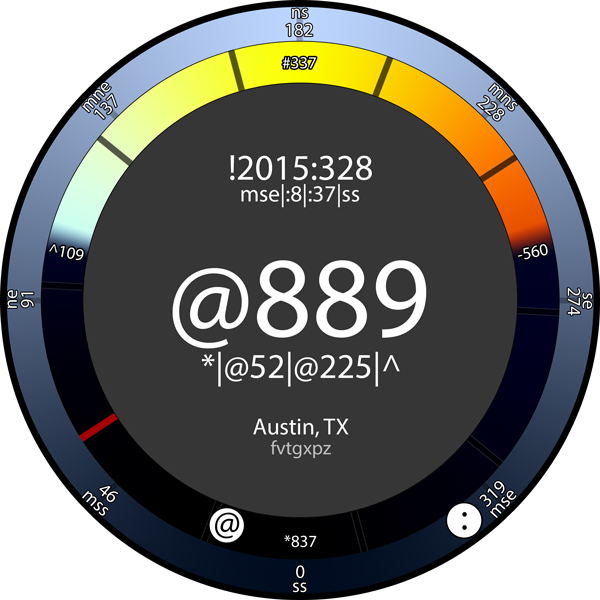 ns
182
mne
137
mns
228
#337
!2015:328
mse|:8|:37|ss
^109
-560
ne
91
se
274
@889
*|@52|@225|^
Austin, TX
fvtgxpz
46
mss
319
mse
@
:
*837
0
ss